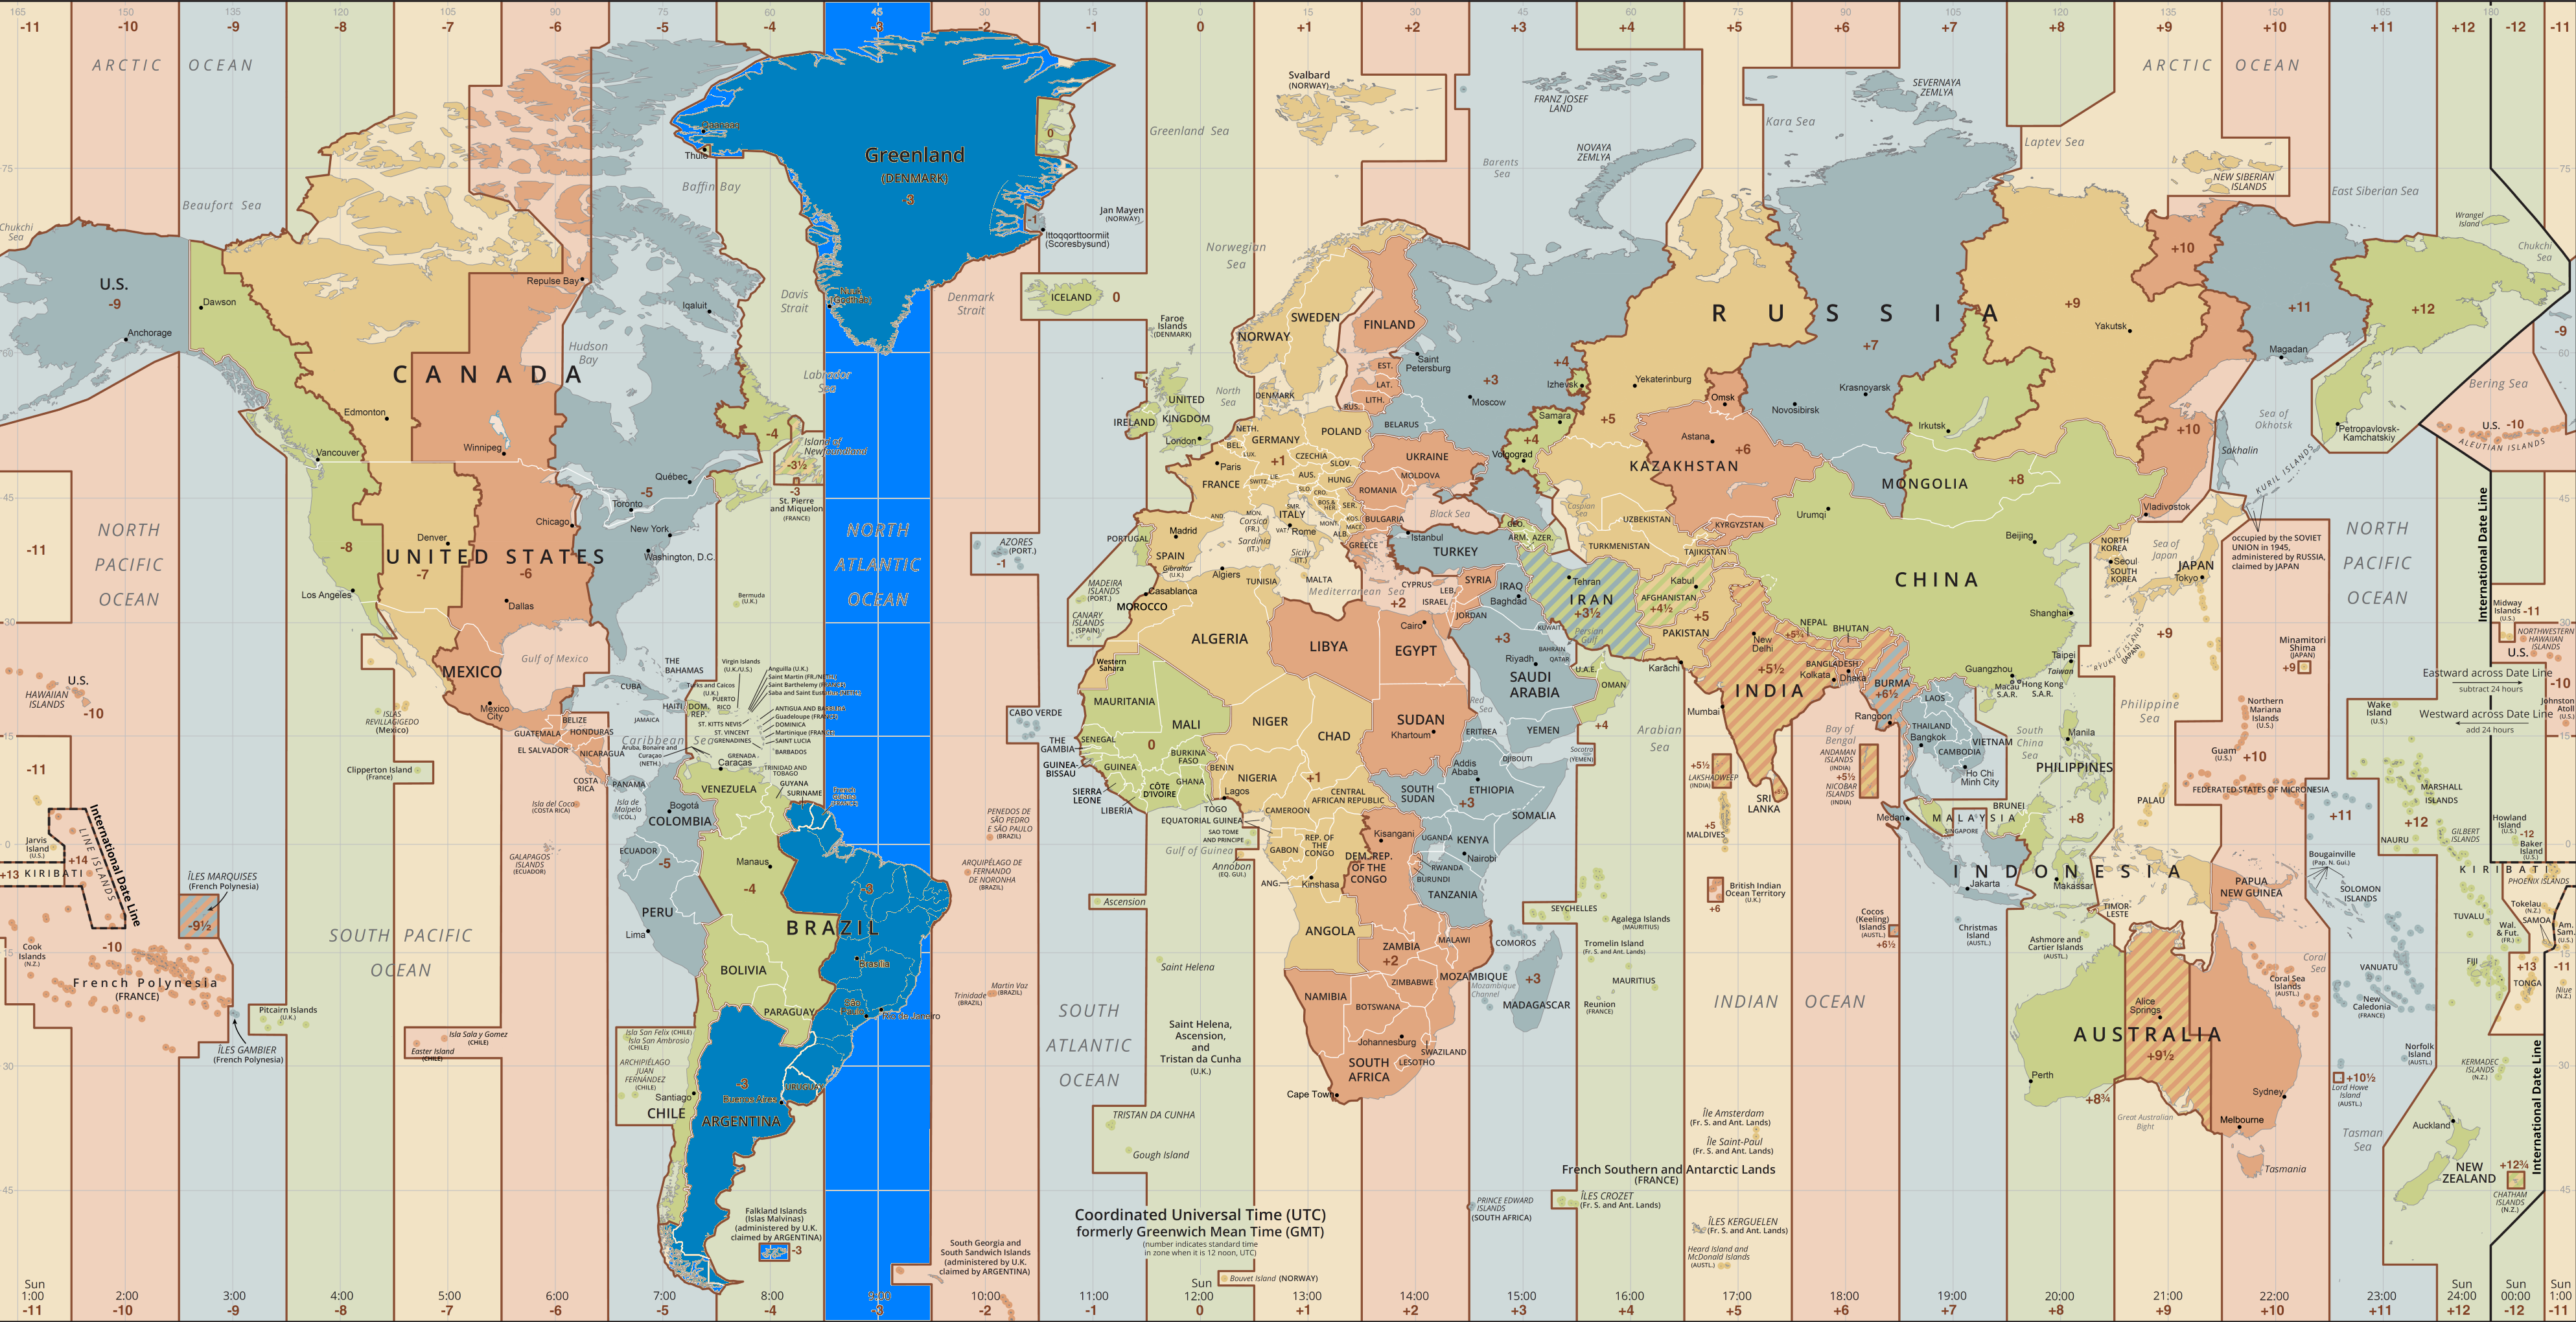 165 150 135 120 105 90 75 60 45 30 15 0 15 30 45 60 75 90 105 120 135 150 165 180
-11 -10 -9 -8 -7 -6 -5 -4 -3 -2 -1 0 +1 +2 +3 +4 +5 +6 +7 +8 +9 +10 +11 +12 -12 -11
ARCTIC OCEAN
ARCTIC OCEAN
Chukchi
Sea
Beaufort Sea
Baffin Bay
Thule
Greenland
(DENMARK)
-3
0
-1
Ittoqqortoormiit
(Scoresbysund)
Greenland Sea
Jan Mayen
(NORWAY)
Norwegian
Sea
Svalbard
(NORWAY)
Barents
Sea
FRANZ JOSEF
LAND
NOVAYA
ZEMLYA
Kara Sea
SEVERNAYA
ZEMLYA
Laptev Sea
NEW SIBERIAN
ISLANDS
East Siberian Sea
Wrangel
Island
Chukchi
Sea
U.S.
-9
Anchorage
Dawson
Repulse Bay
Iqaluit
Davis
Strait
Denmark
Strait
ICELAND
0
Faroe
Islands
(DENMARK)
CANADA
Hudson
Bay
Labrador
Sea
Edmonton
Winnipeg
Vancouver
Québec
Toronto
-5
-4
Island of
Newfoundland
-3½
-3
St. Pierre
and Miquelon
(FRANCE)
Chicago
New York
Washington, D.C.
Denver
UNITED STATES
-8
-7
-6
Los Angeles
Dallas
Bermuda
(U.K.)
NORTH
PACIFIC
OCEAN
-11
NORTH
ATLANTIC
OCEAN
AZORES
(PORT.)
-1
MADEIRA
ISLANDS
(PORT.)
CANARY
ISLANDS
(SPAIN)
Gulf of Mexico
MEXICO
Mexico
City
THE
BAHAMAS
CUBA
JAMAICA
HAITI
DOM.
REP.
PUERTO
RICO
Virgin Islands
(U.K./U.S.)
Turks and Caicos
(U.K.)
Anguilla (U.K.)
ST. KITTS NEVIS
ST. VINCENT
GRENADINES
GRENADA
DOMINICA
SAINT LUCIA
BARBADOS
TRINIDAD AND
TOBAGO
Caribbean Sea
Aruba, Bonaire and
Curaçao
(NETH.)
BELIZE
GUATEMALA
HONDURAS
EL SALVADOR
NICARAGUA
COSTA
RICA
PANAMA
ISLAS
REVILLAGIGEDO
(Mexico)
Clipperton Island
(France)
Isla del Coco
(COSTA RICA)
Isla de
Malpelo
(COL.)
GALAPAGOS
ISLANDS
(ECUADOR)
Caracas
VENEZUELA
GUYANA
SURINAME
Bogotá
COLOMBIA
ECUADOR
-5
Manaus
-4
-3
BRAZIL
PERU
Lima
BOLIVIA
Brasília
PARAGUAY
URUGUAY
-3
Buenos Aires
ARGENTINA
Santiago
CHILE
Isla San Felix (CHILE)
Isla San Ambrosio
(CHILE)
ARCHIPIÉLAGO
JUAN
FERNÁNDEZ
(CHILE)
Isla Sala y Gomez
(CHILE)
Easter Island
(CHILE)
U.S.
HAWAIIAN
ISLANDS
-10
-11
Jarvis
Island
(U.S.)
+14
+13 KIRIBATI
LINE ISLANDS
International Date Line
ÎLES MARQUISES
(French Polynesia)
-9½
-10
Cook
Islands
(N.Z.)
French Polynesia
(FRANCE)
ÎLES GAMBIER
(French Polynesia)
Pitcairn Islands
(U.K.)
SOUTH PACIFIC
OCEAN
Falkland Islands
(Islas Malvinas)
(administered by U.K.
claimed by ARGENTINA)
-3
South Georgia and
South Sandwich Islands
(administered by U.K.
claimed by ARGENTINA)
PENEDOS DE
SÃO PEDRO
E SÃO PAULO
(BRAZIL)
ARQUIPÉLAGO DE
FERNANDO
DE NORONHA
(BRAZIL)
Trinidade
(BRAZIL)
Martin Vaz
(BRAZIL)
CABO VERDE
SOUTH
ATLANTIC
OCEAN
Ascension
Saint Helena
Saint Helena,
Ascension,
and
Tristan da Cunha
(U.K.)
TRISTAN DA CUNHA
Gough Island
Bouvet Island (NORWAY)
Coordinated Universal Time (UTC)
formerly Greenwich Mean Time (GMT)
(number indicates standard time
in zone when it is 12 noon, UTC)
NORWAY
SWEDEN
FINLAND
EST.
LAT.
LITH.
RUS.
BELARUS
North
Sea
DENMARK
UNITED
KINGDOM
IRELAND
London
NETH.
BEL.
LUX.
GERMANY
POLAND
CZECHIA
SLOV.
AUS.
HUNG.
Paris
FRANCE
SWITZ.
+1
UKRAINE
MOLDOVA
ROMANIA
BULGARIA
SER.
ITALY
Rome
Corsica
(FR.)
Sardinia
(IT.)
Sicily
(IT.)
ALB.
GREECE
Black Sea
Istanbul
TURKEY
Madrid
SPAIN
PORTUGAL
AND.
Gibraltar
(U.K.)
Algiers
TUNISIA
MALTA
Mediterranean Sea
CYPRUS
SYRIA
LEB.
ISRAEL
JORDAN
+2
IRAQ
Baghdad
Casablanca
MOROCCO
Western
Sahara
ALGERIA
LIBYA
Cairo
EGYPT
MAURITANIA
MALI
0
NIGER
CHAD
SUDAN
Khartoum
SENEGAL
THE
GAMBIA
GUINEA-
BISSAU
GUINEA
SIERRA
LEONE
LIBERIA
CÔTE
D'IVOIRE
BURKINA
FASO
GHANA
TOGO
BENIN
NIGERIA
Lagos
+1
CAMEROON
CENTRAL
AFRICAN REPUBLIC
EQUATORIAL GUINEA
SAO TOME
AND PRINCIPE
Gulf of Guinea
Annobon
(EQ. GUI.)
GABON
REP. OF
THE
CONGO
Kisangani
DEM. REP.
OF THE
CONGO
ANG.
Kinshasa
ANGOLA
ZAMBIA
+2
MALAWI
NAMIBIA
BOTSWANA
ZIMBABWE
MOZAMBIQUE
Mozambique
Channel
Johannesburg
SWAZILAND
LESOTHO
SOUTH
AFRICA
Cape Town
SOUTH
SUDAN
ERITREA
Addis
Ababa
ETHIOPIA
DJIBOUTI
SOMALIA
+3
UGANDA
KENYA
Nairobi
RWANDA
BURUNDI
TANZANIA
COMOROS
+3
MADAGASCAR
SAUDI
ARABIA
Riyadh
+3
KUWAIT
BAHRAIN
QATAR
U.A.E.
OMAN
+4
YEMEN
Red
Sea
Socotra
(YEMEN)
Persian
Gulf
Tehran
IRAN
+3½
Saint
Petersburg
+3
Moscow
+4
Izhevsk
Samara
+4
Volgograd
GEO.
ARM.
AZER.
Caspian
Sea
RUSSIA
Yekaterinburg
+5
Omsk
Novosibirsk
+7
Krasnoyarsk
Irkutsk
+9
Yakutsk
+10
+11
Magadan
+12
Astana
+6
KAZAKHSTAN
UZBEKISTAN
TURKMENISTAN
KYRGYZSTAN
TAJIKISTAN
Kabul
AFGHANISTAN
+4½
+5
PAKISTAN
Karāchi
New
Delhi
INDIA
+5½
NEPAL
+5¾
BHUTAN
BANGLADESH
Kolkata
Dhaka
Mumbai
Arabian
Sea
Bay of
Bengal
+5½
LAKSHADWEEP
(INDIA)
+5
MALDIVES
SRI
LANKA
ANDAMAN
ISLANDS
(INDIA)
+5½
NICOBAR
ISLANDS
(INDIA)
BURMA
+6½
Rangoon
LAOS
THAILAND
Bangkok
VIETNAM
CAMBODIA
Ho Chi
Minh City
MONGOLIA
+8
Urumqi
CHINA
Beijing
Shanghai
Guangzhou
Macau
S.A.R.
Hong Kong
S.A.R.
Taipei
Taiwan
NORTH
KOREA
Seoul
SOUTH
KOREA
Sea of
Japan
JAPAN
Tokyo
+9
RYUKYU ISLANDS
(JAPAN)
Vladivostok
+10
Sakhalin
Sea of
Okhotsk
KURIL ISLANDS
occupied by the SOVIET
UNION in 1945,
administered by RUSSIA,
claimed by JAPAN
Petropavlovsk-
Kamchatskiy
Bering Sea
U.S. -10
ALEUTIAN ISLANDS
-9
NORTH
PACIFIC
OCEAN
International Date Line
Midway
Islands
(U.S.)
-11
NORTHWESTERN
HAWAIIAN
ISLANDS
U.S.
-10
Johnston
Atoll
(U.S.)
Minamitori
Shima
(JAPAN)
+9
Eastward across Date Line
subtract 24 hours
Westward across Date Line
add 24 hours
Wake
Island
(U.S.)
Philippine
Sea
Northern
Mariana
Islands
(U.S.)
Guam
(U.S.)
+10
South
China
Sea
Manila
PHILIPPINES
+8
PALAU
FEDERATED STATES OF MICRONESIA
+11
MARSHALL
ISLANDS
+12
NAURU
GILBERT
ISLANDS
Howland
Island
(U.S.)
-12
Baker
Island
(U.S.)
KIRIBATI
PHOENIX ISLANDS
Medan
MALAYSIA
SINGAPORE
BRUNEI
INDONESIA
Jakarta
Makassar
TIMOR-
LESTE
PAPUA
NEW GUINEA
Bougainville
(Pap. N. Gui.)
SOLOMON
ISLANDS
TUVALU
Tokelau
(N.Z.)
SAMOA
Am.
Sam.
(U.S.)
Wal.
& Fut.
(FR.)
FIJI
+13
TONGA
-11
Niue
(N.Z.)
VANUATU
New
Caledonia
(FRANCE)
Coral
Sea
Coral Sea
Islands
(AUSTL.)
SEYCHELLES
Agalega Islands
(MAURITIUS)
Tromelin Island
(Fr. S. and Ant. Lands)
MAURITIUS
Reunion
(FRANCE)
British Indian
Ocean Territory
(U.K.)
+6
INDIAN OCEAN
Cocos
(Keeling)
Islands
(AUSTL.)
+6½
Christmas
Island
(AUSTL.)
Ashmore and
Cartier Islands
(AUSTL.)
AUSTRALIA
Alice
Springs
+9½
Perth
+8¾
Great Australian
Bight
Sydney
Melbourne
Tasmania
Tasman
Sea
Norfolk
Island
(AUSTL.)
+10½
Lord Howe
Island
(AUSTL.)
KERMADEC
ISLANDS
(N.Z.)
International Date Line
Auckland
NEW
ZEALAND
+12¾
CHATHAM
ISLANDS
(N.Z.)
Île Amsterdam
(Fr. S. and Ant. Lands)
Île Saint-Paul
(Fr. S. and Ant. Lands)
French Southern and Antarctic Lands
(FRANCE)
PRINCE EDWARD
ISLANDS
(SOUTH AFRICA)
ÎLES CROZET
(Fr. S. and Ant. Lands)
ÎLES KERGUELEN
(Fr. S. and Ant. Lands)
Heard Island and
McDonald Islands
(AUSTL.)
Sun Sun Sun Sun Sun
1:00 2:00 3:00 4:00 5:00 6:00 7:00 8:00 9:00 10:00 11:00 12:00 13:00 14:00 15:00 16:00 17:00 18:00 19:00 20:00 21:00 22:00 23:00 24:00 00:00 1:00
-11 -10 -9 -8 -7 -6 -5 -4 -3 -2 -1 0 +1 +2 +3 +4 +5 +6 +7 +8 +9 +10 +11 +12 -12 -11